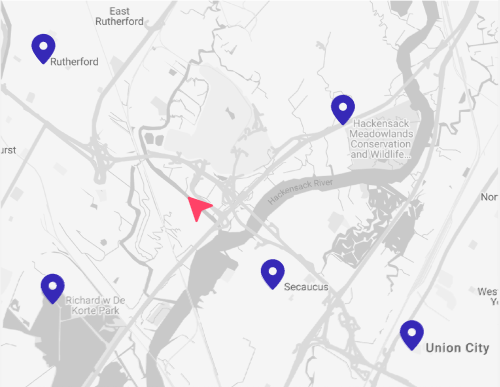 East
Rutherford
Rutherford
Hackensack
Meadowlands
Conservation
and Wildlife...
urst
Hackensack River
Nor
Secaucus
Wes
Y
Richard w De
Korte Park
Union City